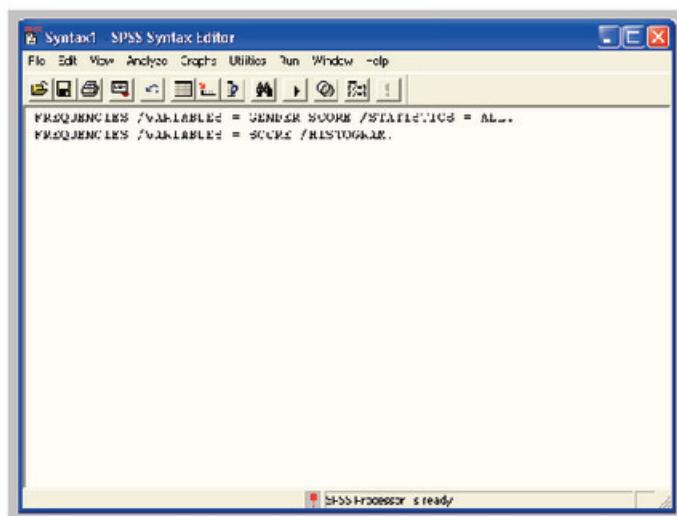 Syntax1 - SPSS Syntax Editor
File Edit View Analyze Graphs Utilities Run Window Help
FREQUENCIES /VARIABLES = GENDER SCORE /STATISTICS = ALL.
FREQUENCIES /VARIABLES = SCORE /HISTOGRAM.
SPSS Processor is ready